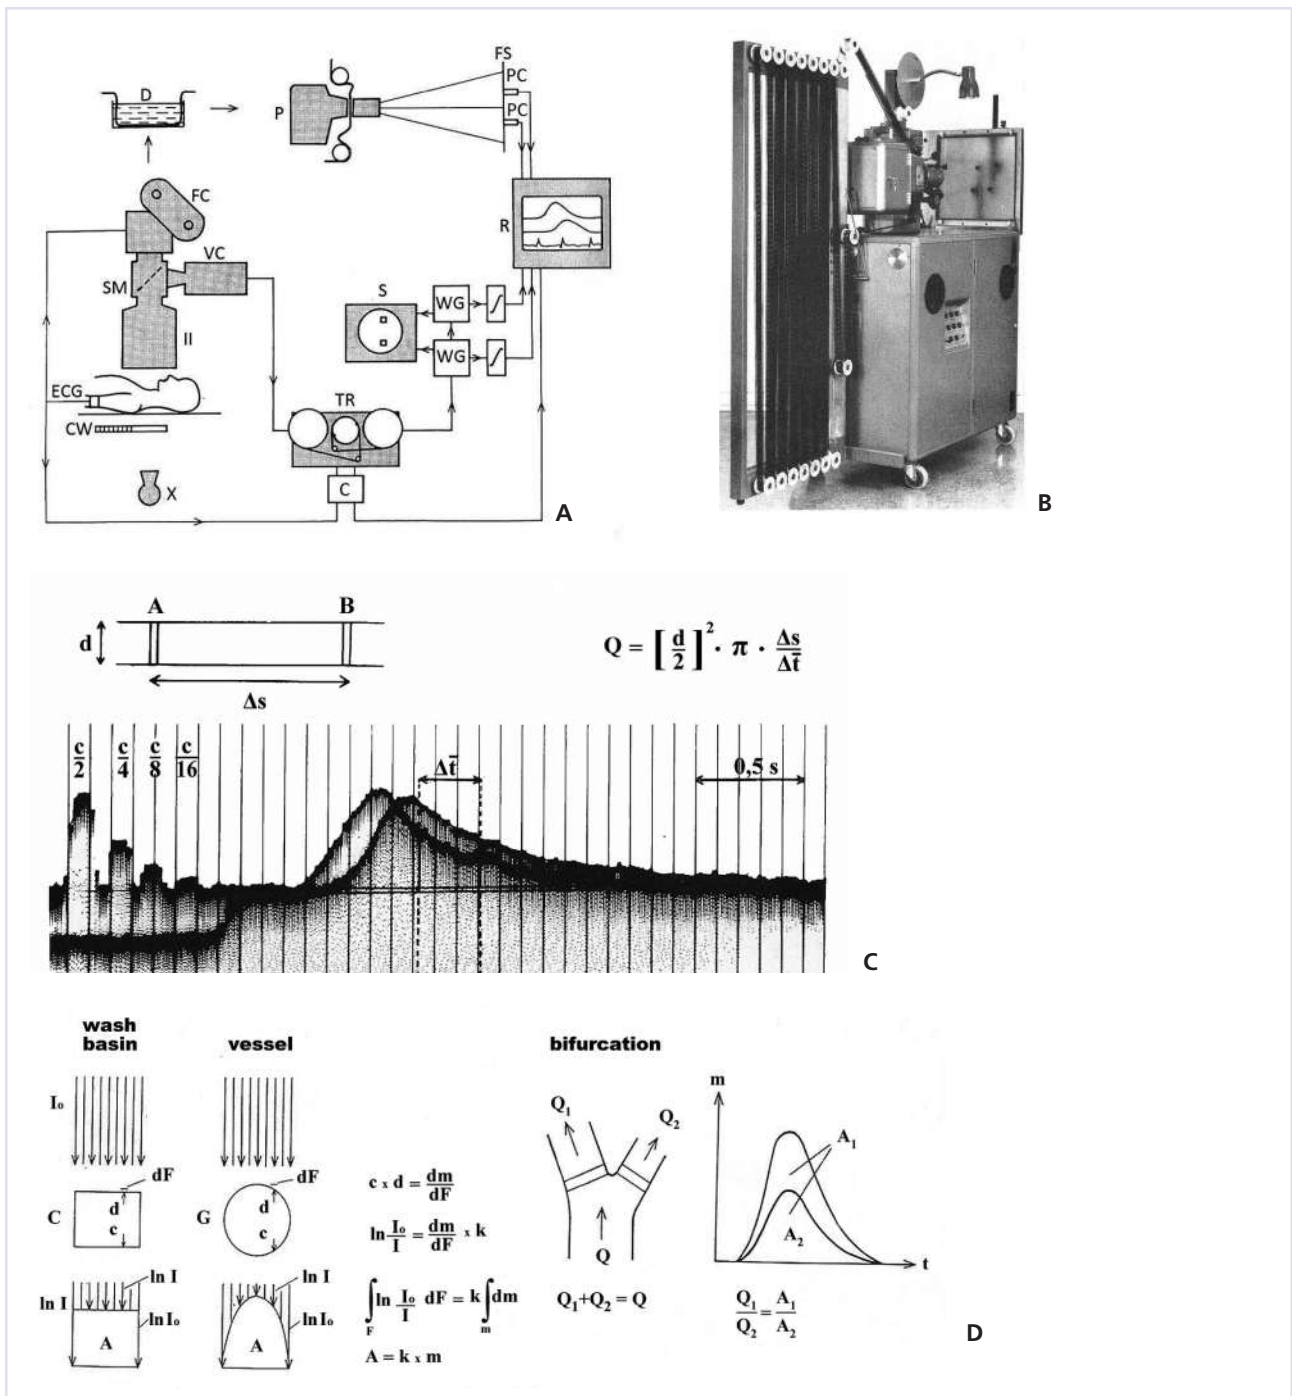 D
P
FS
PC
PC
FC
VC
SM
II
R
S
WG
WG
ECG
TR
CW
X
C
A
B
A
B
d
Δs
Q = [d/2]² · π · Δs/Δt̄
c/2
c/4
c/8
c/16
Δt̄
0,5 s
C
wash
basin
vessel
bifurcation
I₀
dF
dF
C
d
c
G
d
c
c x d = dm/dF
ln I₀/I = dm/dF x k
ln I
ln I
ln I₀
A
ln I
ln I₀
A
∫F ln I₀/I dF = k ∫m dm
A = k x m
Q₁
Q₂
Q
Q₁+Q₂ = Q
m
A₁
A₂
t
Q₁/Q₂ = A₁/A₂
D